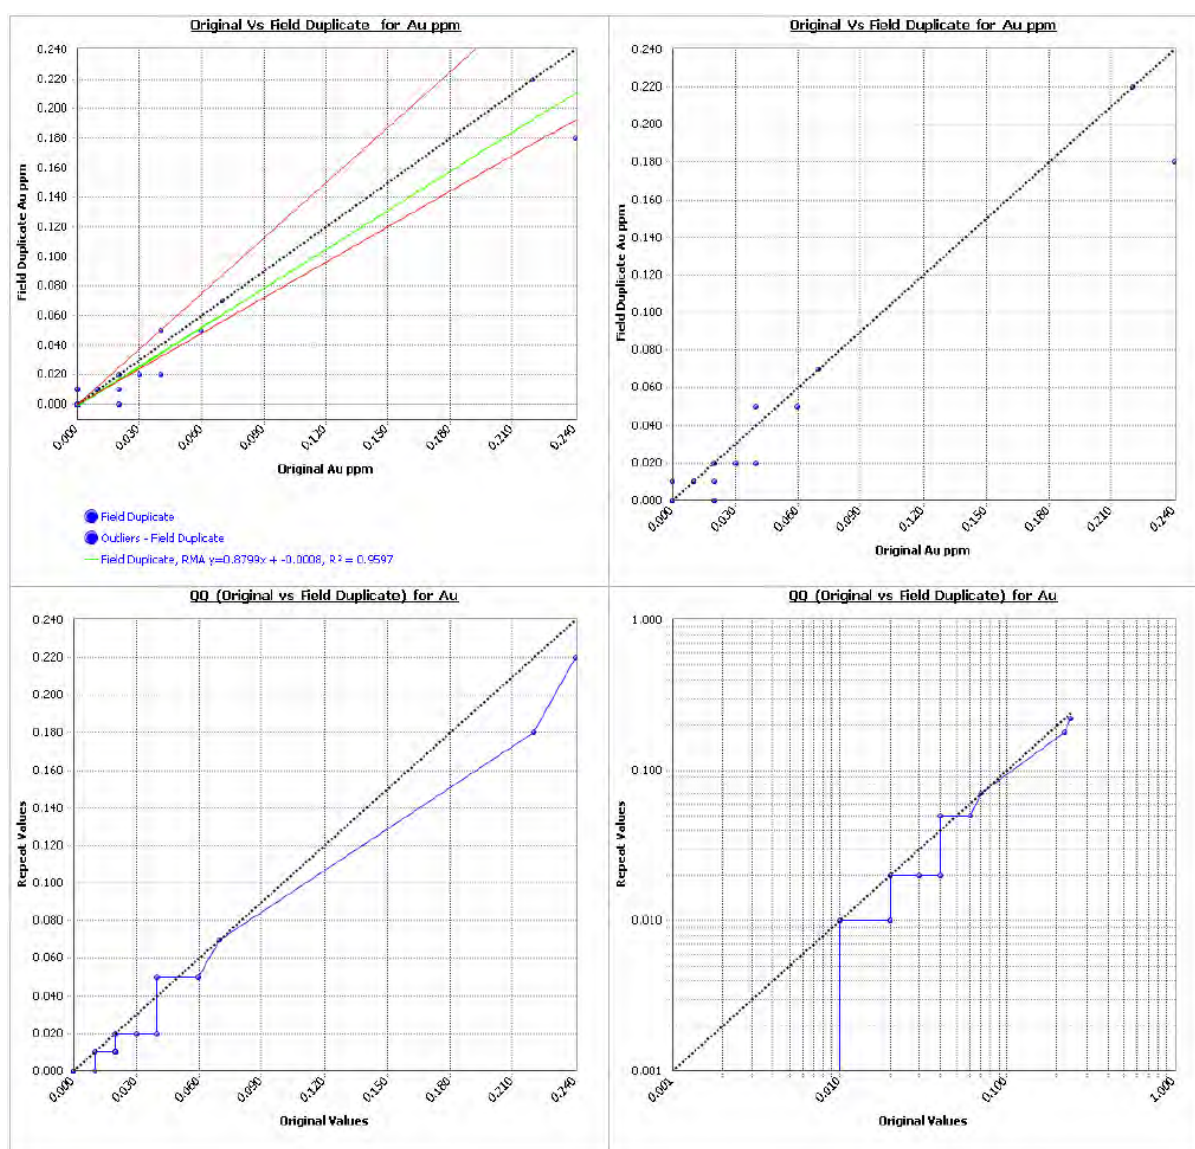 Original Vs Field Duplicate for Au ppm
0.240
0.220
0.200
0.180
0.160
0.140
0.120
0.100
0.080
0.060
0.040
0.020
0.000
Field Duplicate Au ppm
0.000 0.030 0.060 0.090 0.120 0.150 0.180 0.210 0.240
Original Au ppm
Field Duplicate
Outliers - Field Duplicate
Field Duplicate, RMA y=0.8799x + -0.0008, R² = 0.9597
Original Vs Field Duplicate for Au ppm
0.240
0.220
0.200
0.180
0.160
0.140
0.120
0.100
0.080
0.060
0.040
0.020
0.000
Field Duplicate Au ppm
0.000 0.030 0.060 0.090 0.120 0.150 0.180 0.210 0.240
Original Au ppm
QQ (Original vs Field Duplicate) for Au
0.240
0.220
0.200
0.180
0.160
0.140
0.120
0.100
0.080
0.060
0.040
0.020
0.000
Repeat Values
0.000 0.030 0.060 0.090 0.120 0.150 0.180 0.210 0.240
Original Values
QQ (Original vs Field Duplicate) for Au
1.000
0.100
0.010
0.001
Repeat Values
0.001 0.010 0.100 1.000
Original Values